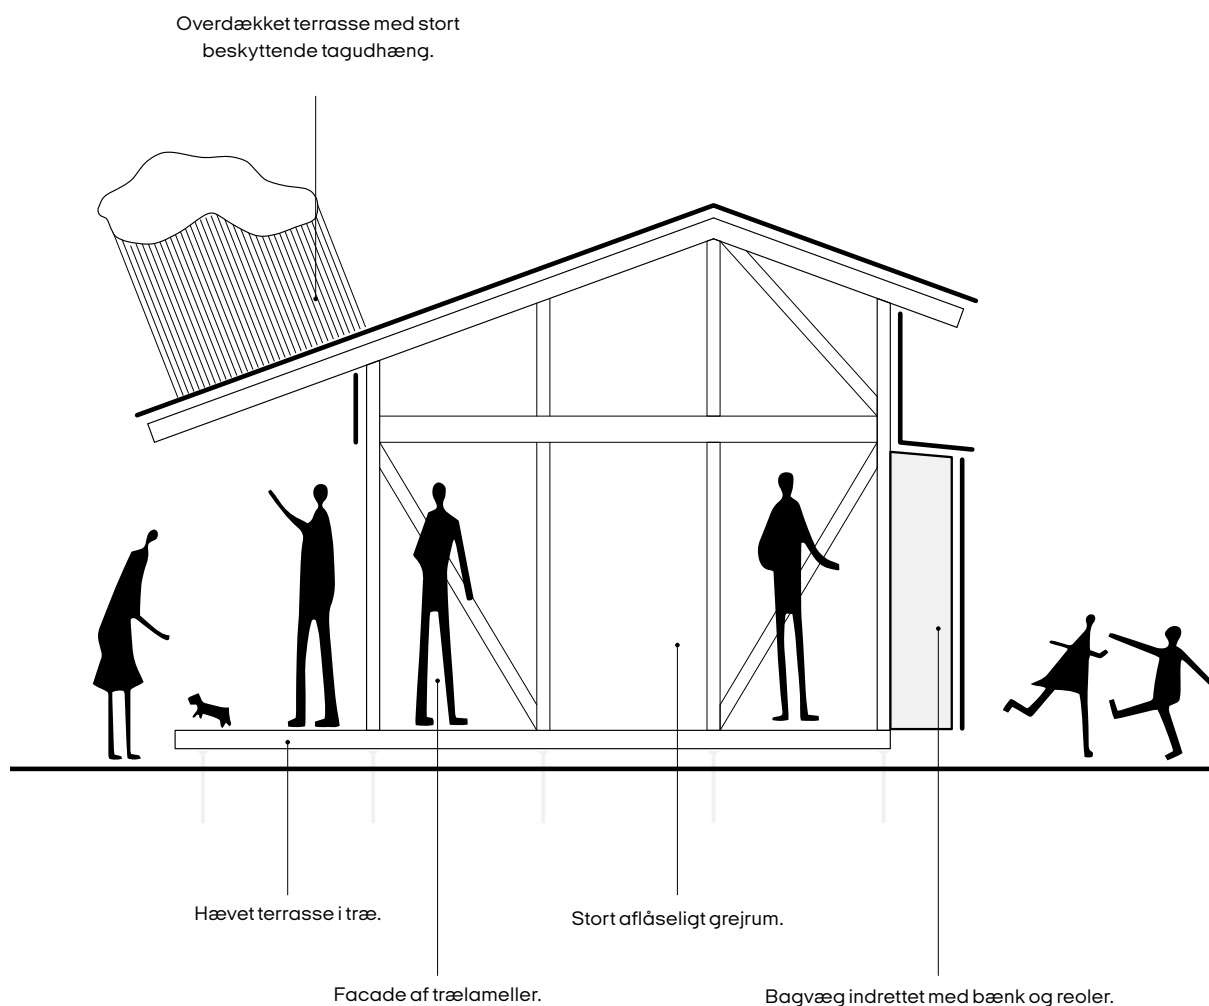 Overdækket terrasse med stort
beskyttende tagudhæng.
Hævet terrasse i træ.
Stort aflåseligt grejrum.
Facade af trælameller.
Bagvæg indrettet med bænk og reoler.